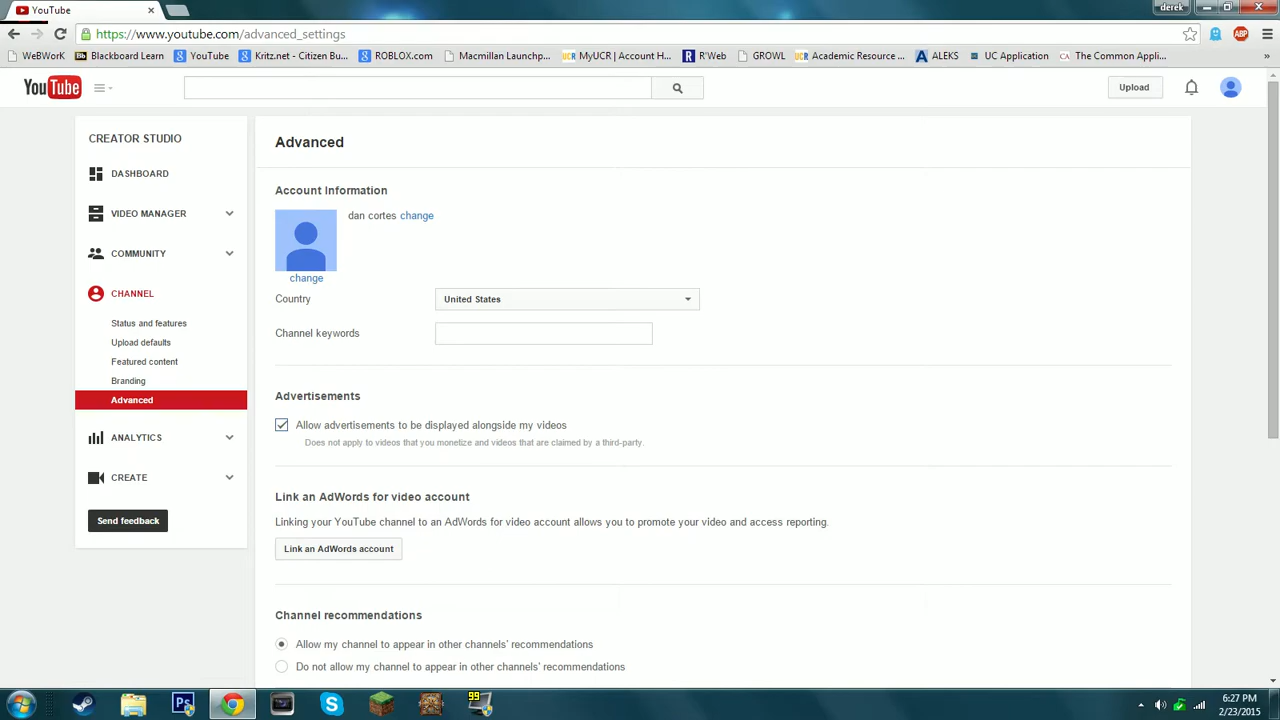 YouTube
derek
https://www.youtube.com/advanced_settings
WeBWorK Blackboard Learn YouTube Kritz.net - Citizen Bu... ROBLOX.com Macmillan Launchp... MyUCR | Account H... R'Web GROWL Academic Resource ... ALEKS UC Application The Common Appli... »
YouTube
Upload
CREATOR STUDIO
DASHBOARD
VIDEO MANAGER
COMMUNITY
CHANNEL
Status and features
Upload defaults
Featured content
Branding
Advanced
ANALYTICS
CREATE
Send feedback
Advanced
Account Information
dan cortes change
change
Country United States
Channel keywords
Advertisements
Allow advertisements to be displayed alongside my videos
Does not apply to videos that you monetize and videos that are claimed by a third-party.
Link an AdWords for video account
Linking your YouTube channel to an AdWords for video account allows you to promote your video and access reporting.
Link an AdWords account
Channel recommendations
Allow my channel to appear in other channels' recommendations
Do not allow my channel to appear in other channels' recommendations
99
6:27 PM
2/23/2015